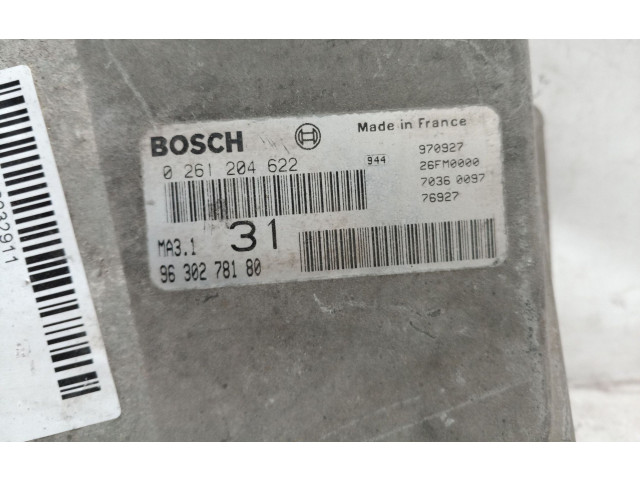 BOSCH
Made in France
0 261 204 622
944
970927
26FM0000
7036 0097
76927
MA3.1
31
96 302 781 80